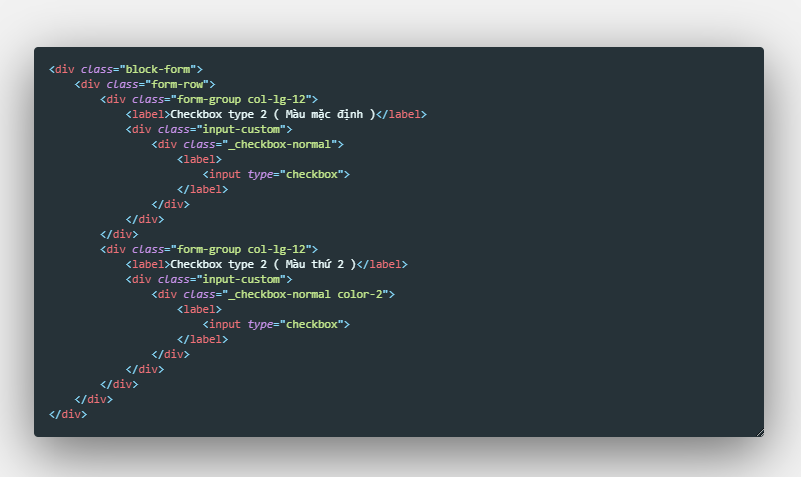 <div class="block-form">
    <div class="form-row">
        <div class="form-group col-lg-12">
            <label>Checkbox type 2 ( Màu mặc định )</label>
            <div class="input-custom">
                <div class="_checkbox-normal">
                    <label>
                        <input type="checkbox">
                    </label>
                </div>
            </div>
        </div>
        <div class="form-group col-lg-12">
            <label>Checkbox type 2 ( Màu thứ 2 )</label>
            <div class="input-custom">
                <div class="_checkbox-normal color-2">
                    <label>
                        <input type="checkbox">
                    </label>
                </div>
            </div>
        </div>
    </div>
</div>